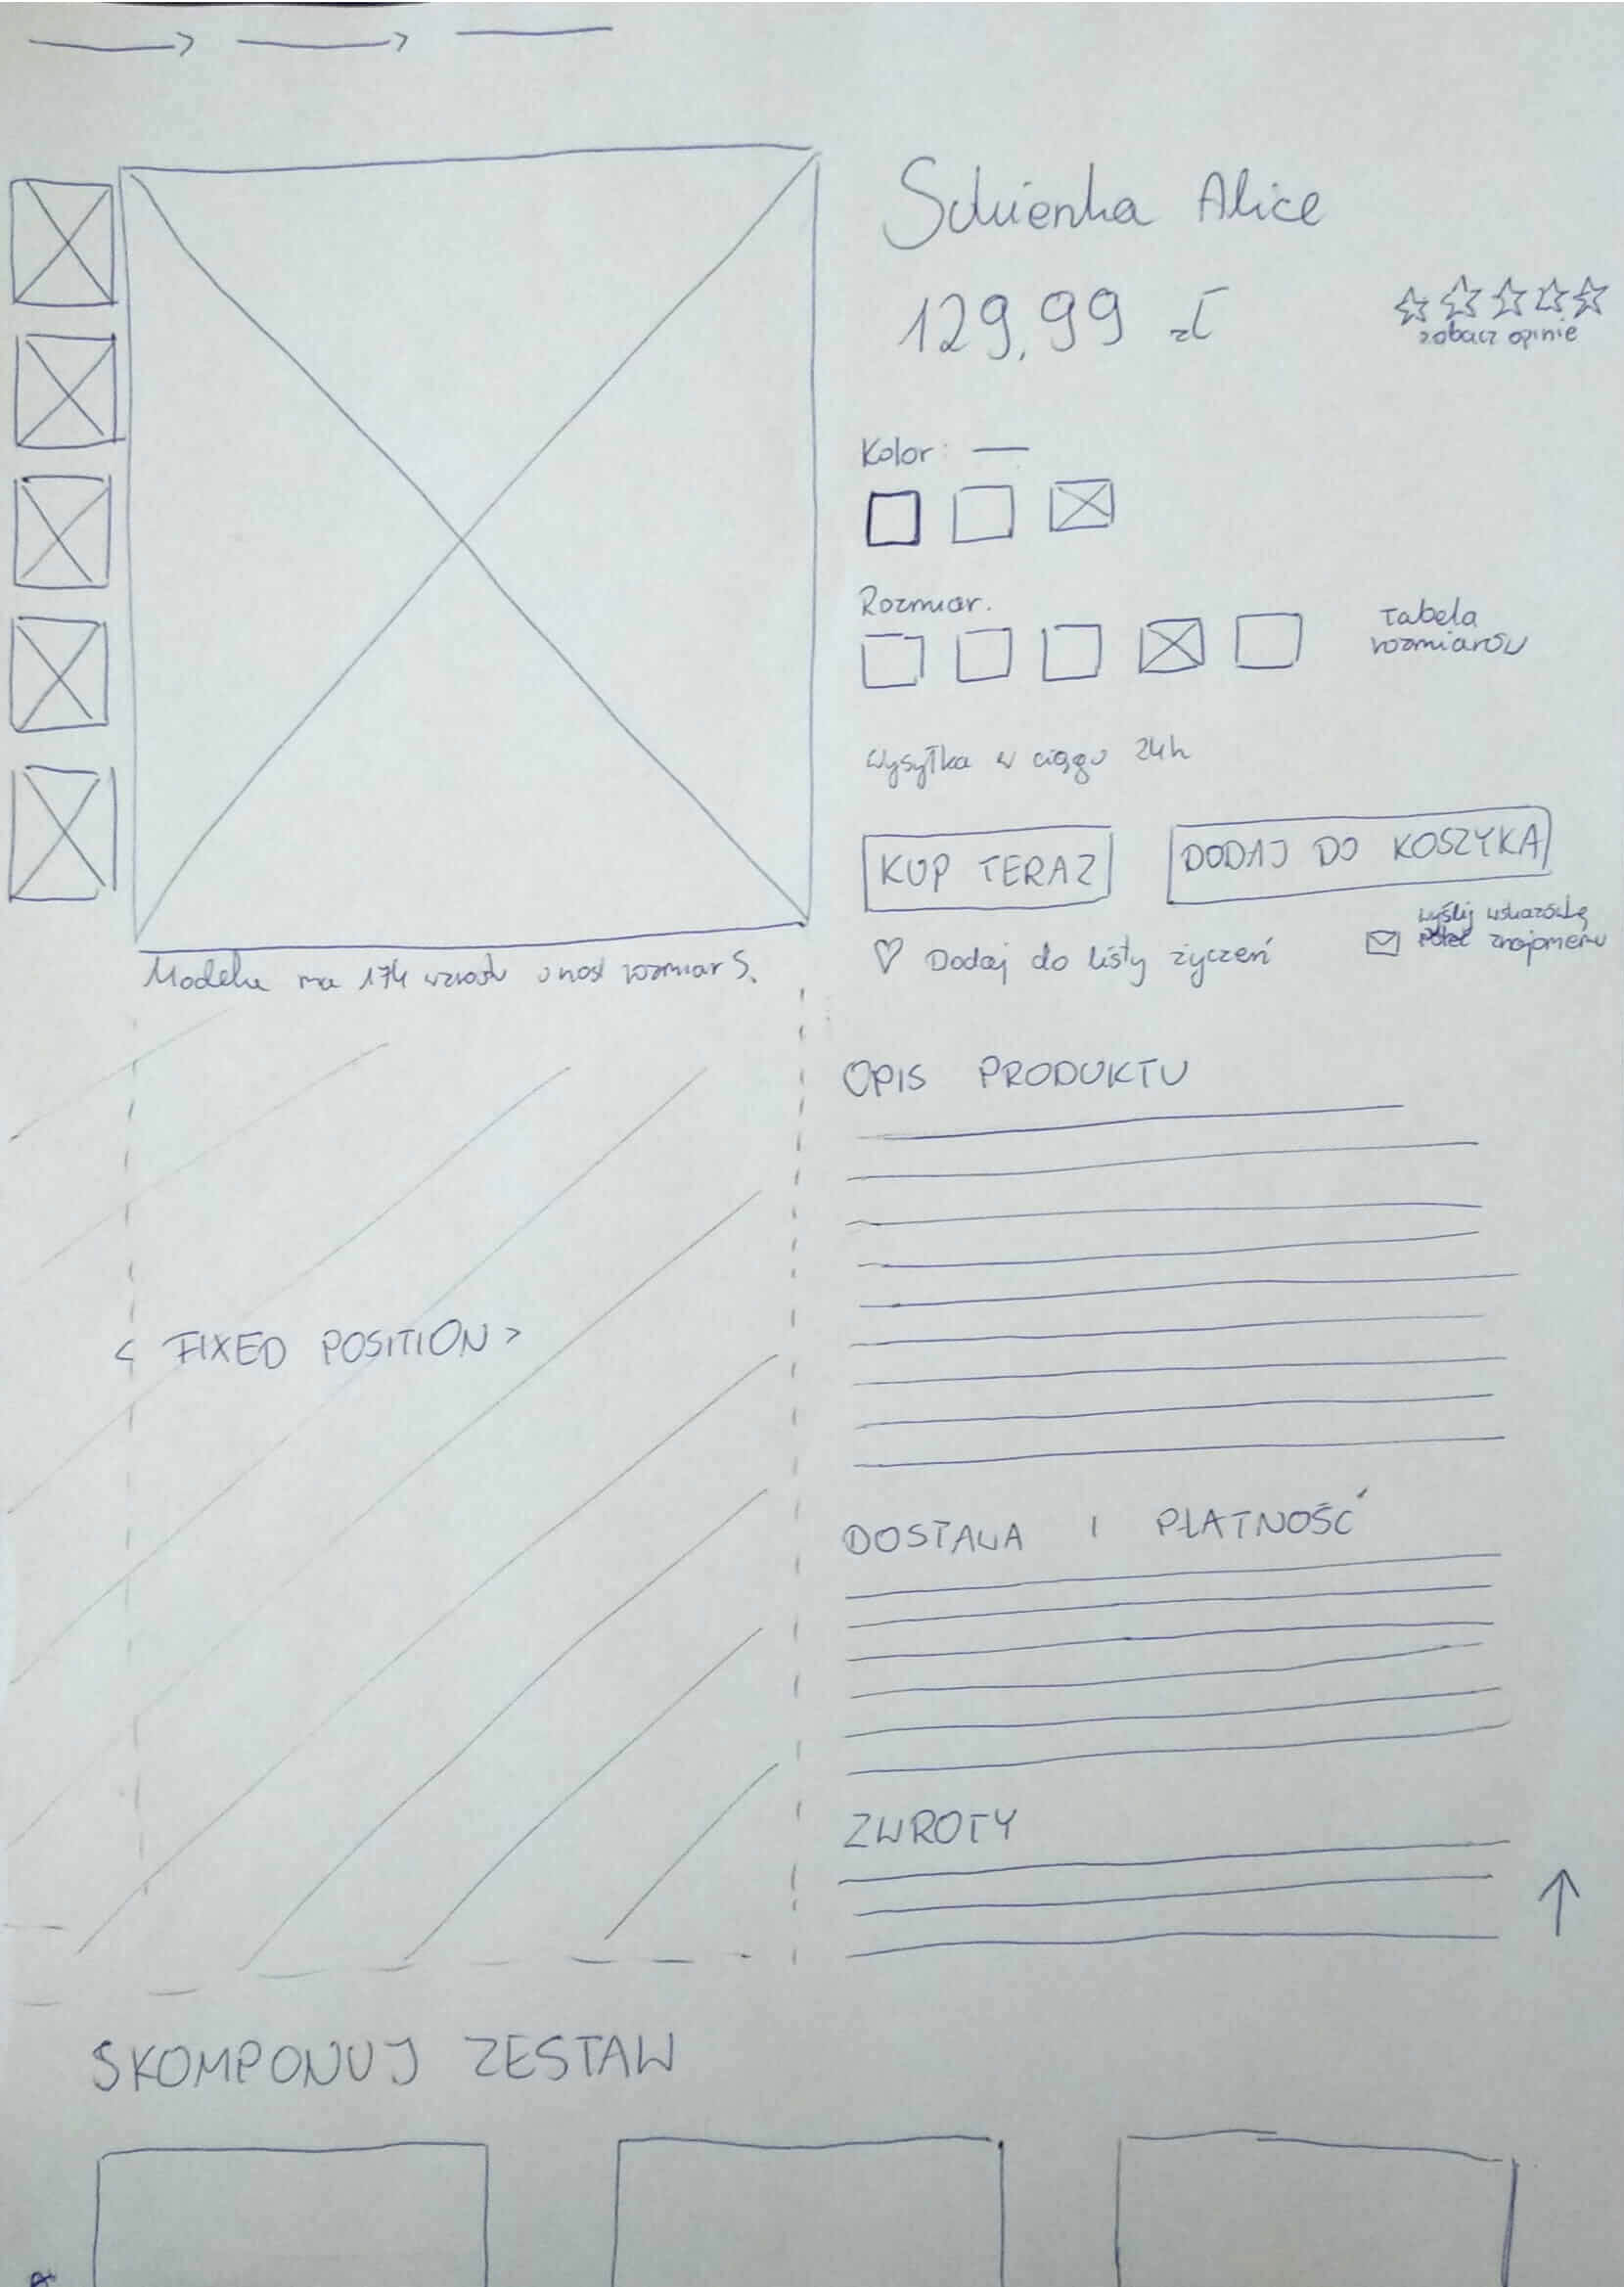 Sukienka Alice
129,99 zł
zobacz opinie
Kolor:
Rozmiar.
Tabela
rozmiarów
Wysyłka w ciągu 24h
KUP TERAZ
DODAJ DO KOSZYKA
wyślij wskazówkę
znajomemu
Dodaj do listy życzeń
Modelka ma 174 wzrostu i nosi rozmiar S.
OPIS PRODUKTU
< FIXED POSITION >
DOSTAWA I PŁATNOŚĆ
ZWROTY
SKOMPONUJ ZESTAW